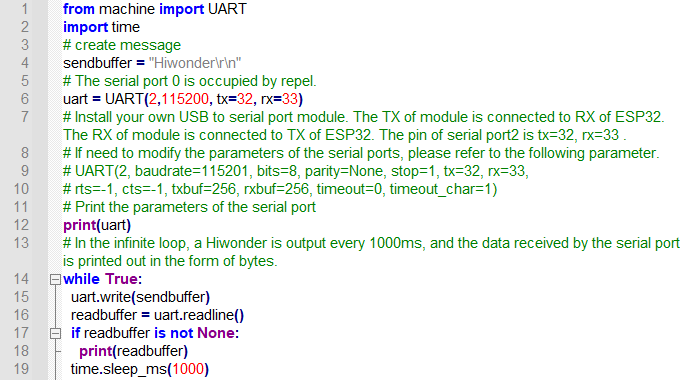 1 from machine import UART
2 import time
3 # create message
4 sendbuffer = "Hiwonder\r\n"
5 # The serial port 0 is occupied by repel.
6 uart = UART(2,115200, tx=32, rx=33)
7 # Install your own USB to serial port module. The TX of module is connected to RX of ESP32.
The RX of module is connected to TX of ESP32. The pin of serial port2 is tx=32, rx=33 .
8 # If need to modify the parameters of the serial ports, please refer to the following parameter.
9 # UART(2, baudrate=115201, bits=8, parity=None, stop=1, tx=32, rx=33,
10 # rts=-1, cts=-1, txbuf=256, rxbuf=256, timeout=0, timeout_char=1)
11 # Print the parameters of the serial port
12 print(uart)
13 # In the infinite loop, a Hiwonder is output every 1000ms, and the data received by the serial port
is printed out in the form of bytes.
14 while True:
15 uart.write(sendbuffer)
16 readbuffer = uart.readline()
17 if readbuffer is not None:
18 print(readbuffer)
19 time.sleep_ms(1000)